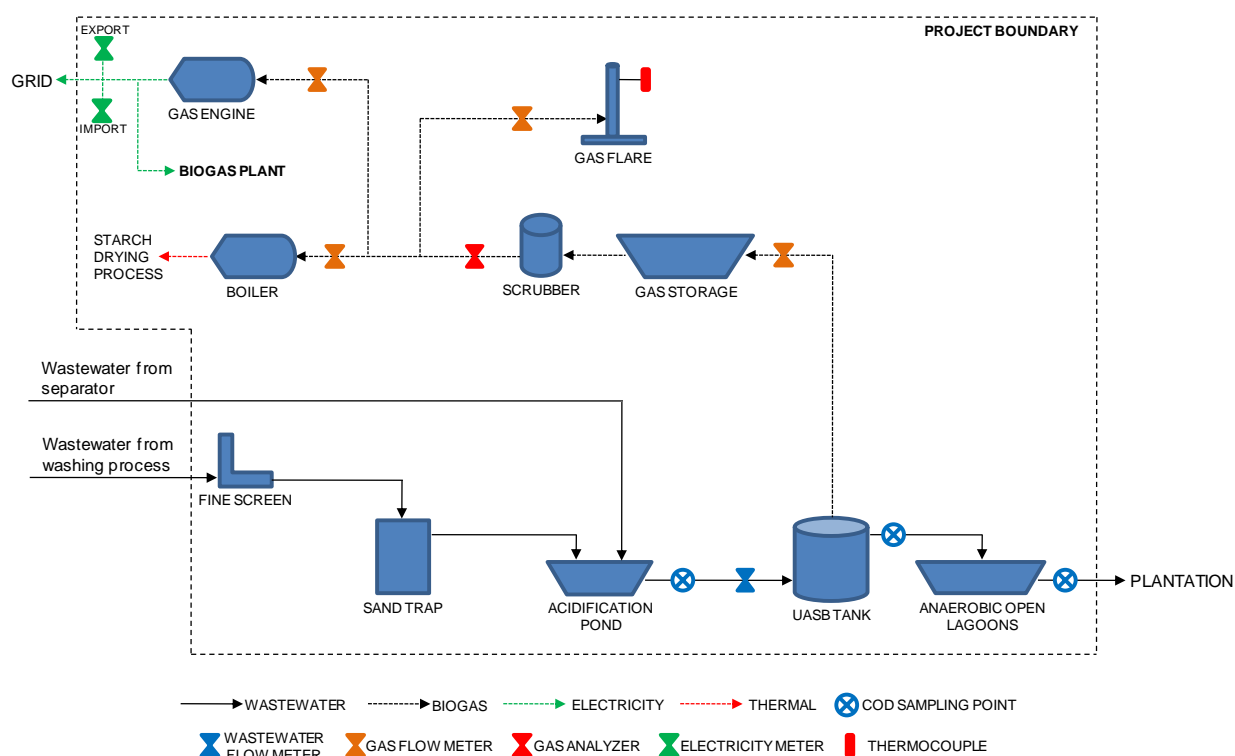 EXPORT
PROJECT BOUNDARY
GRID
GAS ENGINE
IMPORT
GAS FLARE
BIOGAS PLANT
STARCH
DRYING
PROCESS
BOILER
SCRUBBER
GAS STORAGE
Wastewater from
separator
Wastewater from
washing process
FINE SCREEN
SAND TRAP
ACIDIFICATION
POND
UASB TANK
ANAEROBIC OPEN
LAGOONS
PLANTATION
WASTEWATER
BIOGAS
ELECTRICITY
THERMAL
COD SAMPLING POINT
WASTEWATER
FLOW METER
GAS FLOW METER
GAS ANALYZER
ELECTRICITY METER
THERMOCOUPLE